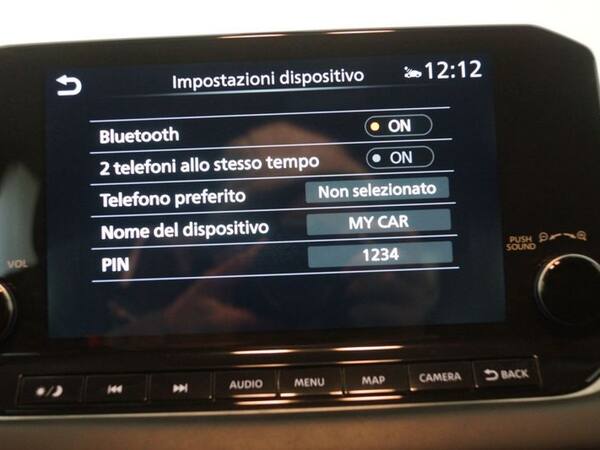 Impostazioni dispositivo 12:12
Bluetooth ON
2 telefoni allo stesso tempo ON
Telefono preferito Non selezionato
Nome del dispositivo MY CAR
PIN 1234
VOL
PUSH
SOUND
AUDIO MENU MAP CAMERA BACK